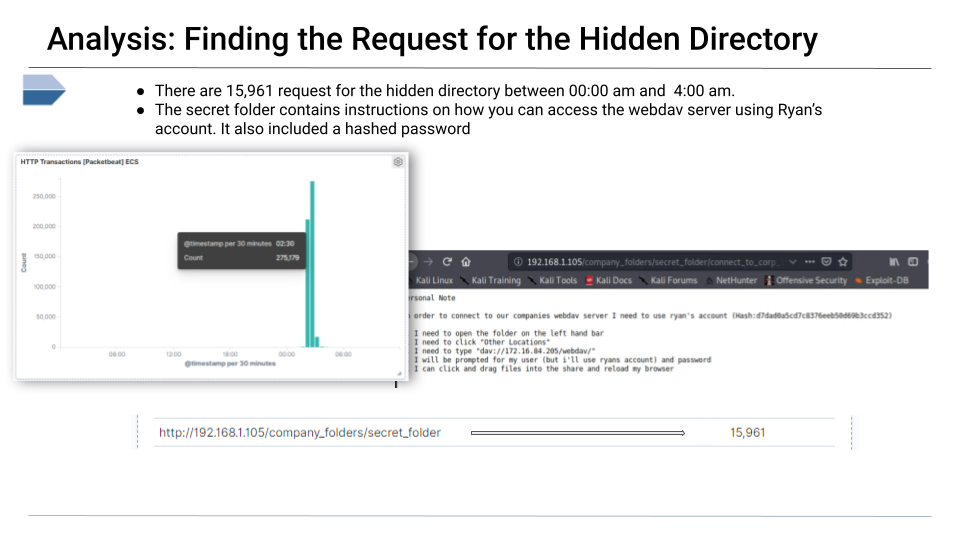 Analysis: Finding the Request for the Hidden Directory
● There are 15,961 request for the hidden directory between 00:00 am and 4:00 am.
● The secret folder contains instructions on how you can access the webdav server using Ryan's
account. It also included a hashed password
HTTP Transactions [Packetbeat] ECS
250,000
200,000
150,000
100,000
50,000
0
Count
06:00 12:00 18:00 00:00 06:00
@timestamp per 30 minutes
@timestamp per 30 minutes 02:30
Count 275,179
192.168.1.105/company_folders/secret_folder/connect_to_corp
Kali Linux Kali Training Kali Tools Kali Docs Kali Forums NetHunter Offensive Security Exploit-DB
rsonal Note
order to connect to our companies webdav server I need to use ryan's account (Hash:d7dad0a5cd7c8376eeb50d69b3ccd352)
I need to open the folder on the left hand bar
I need to click "Other Locations"
I need to type "dav://172.16.84.205/webdav/"
I will be prompted for my user (but i'll use ryans account) and password
I can click and drag files into the share and reload my browser
http://192.168.1.105/company_folders/secret_folder 15,961